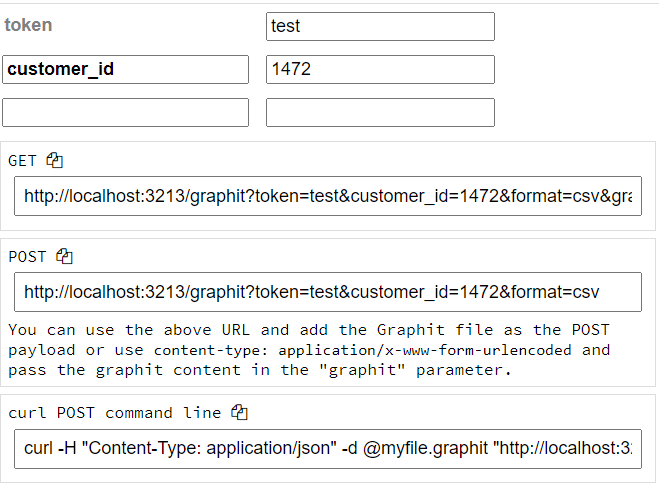 token test
customer_id 1472
GET
http://localhost:3213/graphit?token=test&customer_id=1472&format=csv&gra
POST
http://localhost:3213/graphit?token=test&customer_id=1472&format=csv
You can use the above URL and add the Graphit file as the POST
payload or use content-type: application/x-www-form-urlencoded and
pass the graphit content in the "graphit" parameter.
curl POST command line
curl -H "Content-Type: application/json" -d @myfile.graphit "http://localhost:3